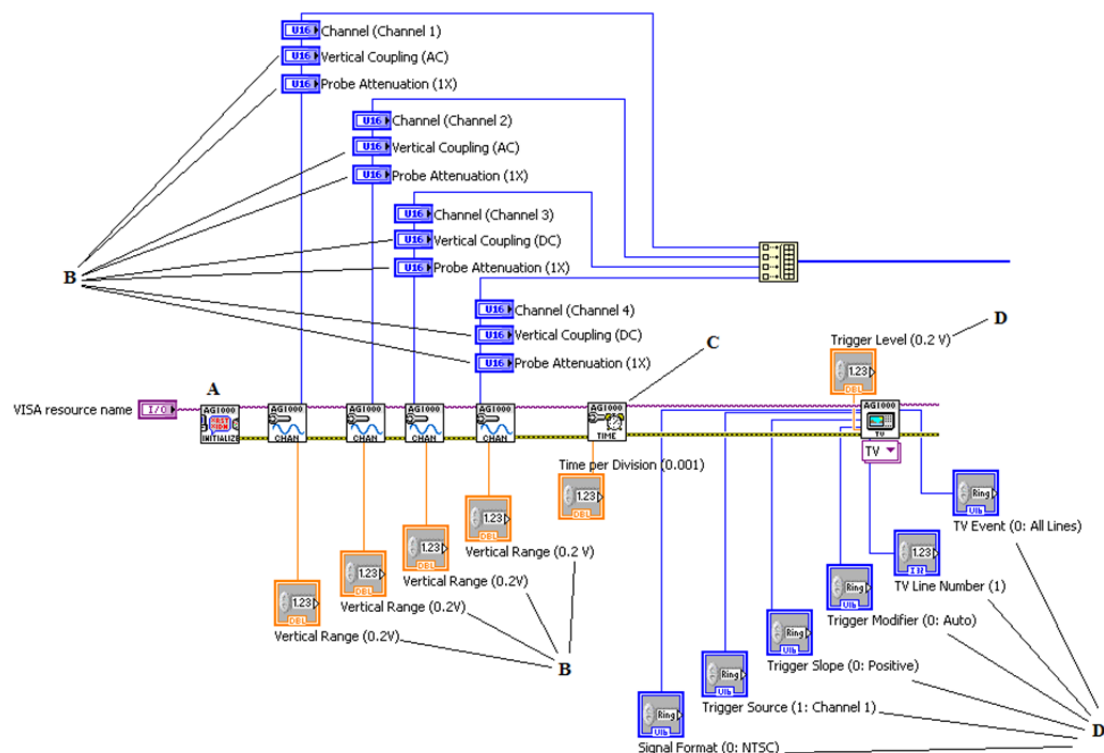 U16 Channel (Channel 1)
U16 Vertical Coupling (AC)
U16 Probe Attenuation (1X)
U16 Channel (Channel 2)
U16 Vertical Coupling (AC)
U16 Probe Attenuation (1X)
U16 Channel (Channel 3)
U16 Vertical Coupling (DC)
U16 Probe Attenuation (1X)
B
U16 Channel (Channel 4)
U16 Vertical Coupling (DC)
U16 Probe Attenuation (1X)
D
Trigger Level (0.2 V)
1.23
DBL
C
A
VISA resource name I/O
AG1000
INITIALIZE
AG1000
CHAN
AG1000
CHAN
AG1000
CHAN
AG1000
CHAN
AG1000
TIME
AG1000
TV
TV
Time per Division (0.001)
1.23
DBL
1.23
DBL
Vertical Range (0.2 V)
1.23
DBL
Vertical Range (0.2V)
1.23
DBL
Vertical Range (0.2V)
1.23
DBL
Vertical Range (0.2V)
B
Ring
U16
TV Event (0: All Lines)
1.23
I32
TV Line Number (1)
Ring
U16
Trigger Modifier (0: Auto)
Ring
U16
Trigger Slope (0: Positive)
Ring
U16
Trigger Source (1: Channel 1)
Ring
U16
Signal Format (0: NTSC)
D